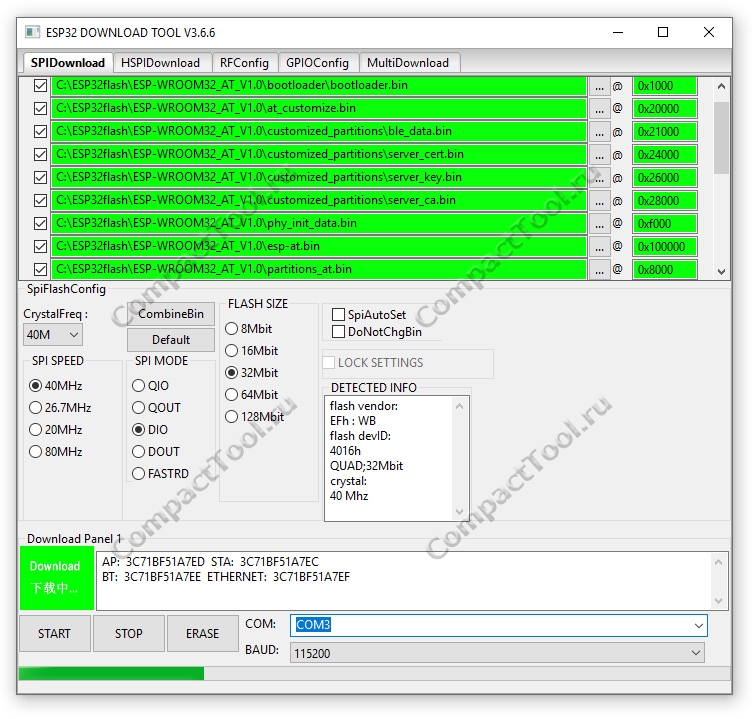 ESP32 DOWNLOAD TOOL V3.6.6
SPIDownload HSPIDownload RFConfig GPIOConfig MultiDownload
C:\ESP32flash\ESP-WROOM32_AT_V1.0\bootloader\bootloader.bin ... @ 0x1000
C:\ESP32flash\ESP-WROOM32_AT_V1.0\at_customize.bin ... @ 0x20000
C:\ESP32flash\ESP-WROOM32_AT_V1.0\customized_partitions\ble_data.bin ... @ 0x21000
C:\ESP32flash\ESP-WROOM32_AT_V1.0\customized_partitions\server_cert.bin ... @ 0x24000
C:\ESP32flash\ESP-WROOM32_AT_V1.0\customized_partitions\server_key.bin ... @ 0x26000
C:\ESP32flash\ESP-WROOM32_AT_V1.0\customized_partitions\server_ca.bin ... @ 0x28000
C:\ESP32flash\ESP-WROOM32_AT_V1.0\phy_init_data.bin ... @ 0xf000
C:\ESP32flash\ESP-WROOM32_AT_V1.0\esp-at.bin ... @ 0x100000
C:\ESP32flash\ESP-WROOM32_AT_V1.0\partitions_at.bin ... @ 0x8000
SpiFlashConfig
CrystalFreq :
40M
CombineBin
Default
SPI SPEED
40MHz
26.7MHz
20MHz
80MHz
SPI MODE
QIO
QOUT
DIO
DOUT
FASTRD
FLASH SIZE
8Mbit
16Mbit
32Mbit
64Mbit
128Mbit
SpiAutoSet
DoNotChgBin
LOCK SETTINGS
DETECTED INFO
flash vendor:
EFh : WB
flash devID:
4016h
QUAD;32Mbit
crystal:
40 Mhz
Download Panel 1
Download
下载中...
AP: 3C71BF51A7ED STA: 3C71BF51A7EC
BT: 3C71BF51A7EE ETHERNET: 3C71BF51A7EF
START STOP ERASE
COM: COM3
BAUD: 115200
CompactTool.ru
CompactTool.ru
CompactTool.ru
CompactTool.ru